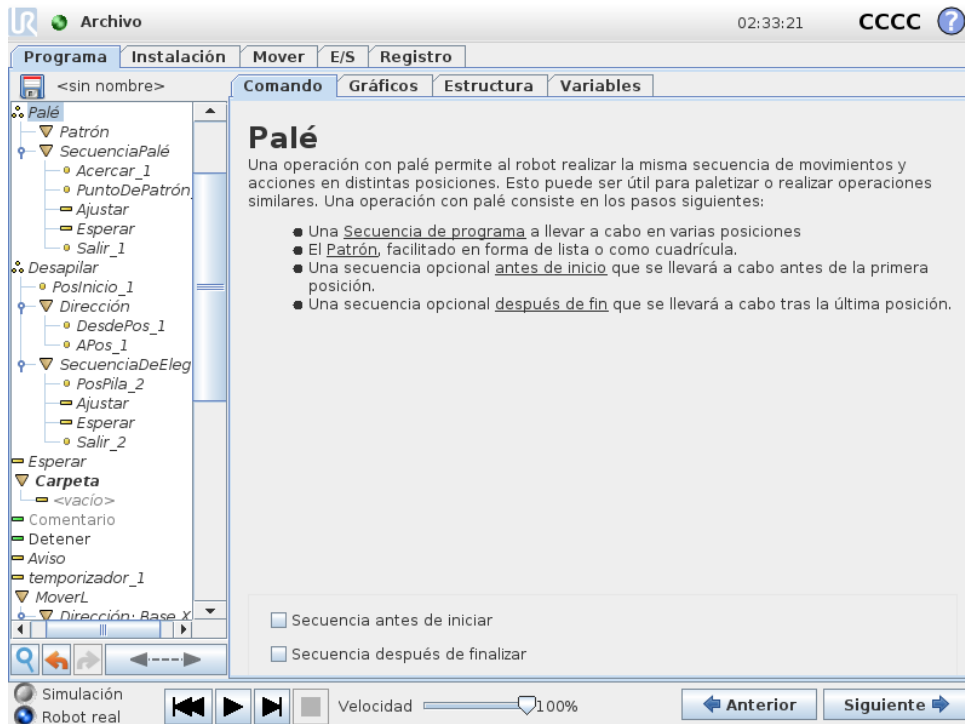 UR Archivo 02:33:21 CCCC ?
Programa Instalación Mover E/S Registro
<sin nombre>
Comando Gráficos Estructura Variables
Palé
Patrón
SecuenciaPalé
Acercar_1
PuntoDePatrón_
Ajustar
Esperar
Salir_1
Desapilar
PosInicio_1
Dirección
DesdePos_1
APos_1
SecuenciaDeEleg
PosPila_2
Ajustar
Esperar
Salir_2
Esperar
Carpeta
<vacío>
Comentario
Detener
Aviso
temporizador_1
MoverL
Dirección: Base X
Palé
Una operación con palé permite al robot realizar la misma secuencia de movimientos y
acciones en distintas posiciones. Esto puede ser útil para paletizar o realizar operaciones
similares. Una operación con palé consiste en los pasos siguientes:
Una Secuencia de programa a llevar a cabo en varias posiciones
El Patrón, facilitado en forma de lista o como cuadrícula.
Una secuencia opcional antes de inicio que se llevará a cabo antes de la primera
posición.
Una secuencia opcional después de fin que se llevará a cabo tras la última posición.
Secuencia antes de iniciar
Secuencia después de finalizar
Simulación
Robot real
Velocidad 100%
Anterior Siguiente